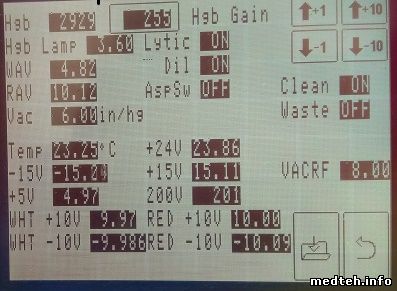 Hgb 2929 255 Hgb Gain +1 +10
Hgb Lamp 3.60 Lytic ON -1 -10
WAV 4.82 Dil ON
RAV 10.12 AspSw OFF Clean ON
Vac 6.00in/hg Waste OFF
Temp 23.25°C +24V 23.86
-15V -15.20 +15V 15.11 VACRF 8.00
+5V 4.97 200V 201
WHT +10V 9.97 RED +10V 10.00
WHT -10V -9.986 RED -10V -10.09
medteh.info